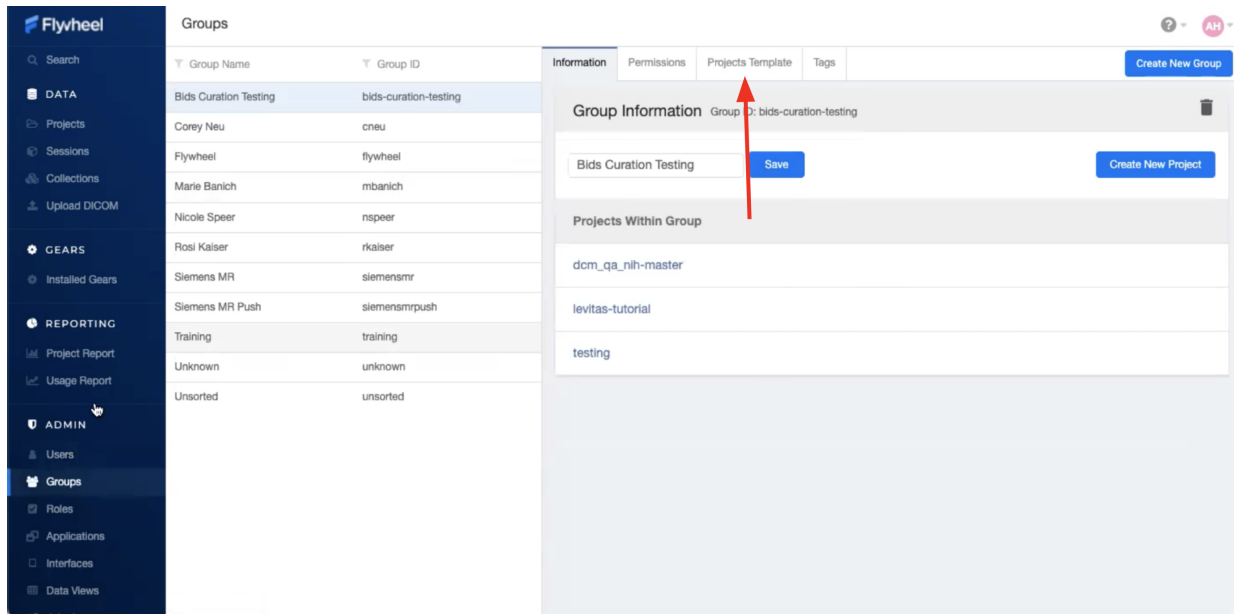 Flywheel
Groups
AH
Search
DATA
Projects
Sessions
Collections
Upload DICOM
GEARS
Installed Gears
REPORTING
Project Report
Usage Report
ADMIN
Users
Groups
Roles
Applications
Interfaces
Data Views
Group Name Group ID
Bids Curation Testing bids-curation-testing
Corey Neu cneu
Flywheel flywheel
Marie Banich mbanich
Nicole Speer nspeer
Rosi Kaiser rkaiser
Siemens MR siemensmr
Siemens MR Push siemensmrpush
Training training
Unknown unknown
Unsorted unsorted
Information Permissions Projects Template Tags
Create New Group
Group Information Group ID: bids-curation-testing
Bids Curation Testing Save Create New Project
Projects Within Group
dcm_qa_nih-master
levitas-tutorial
testing